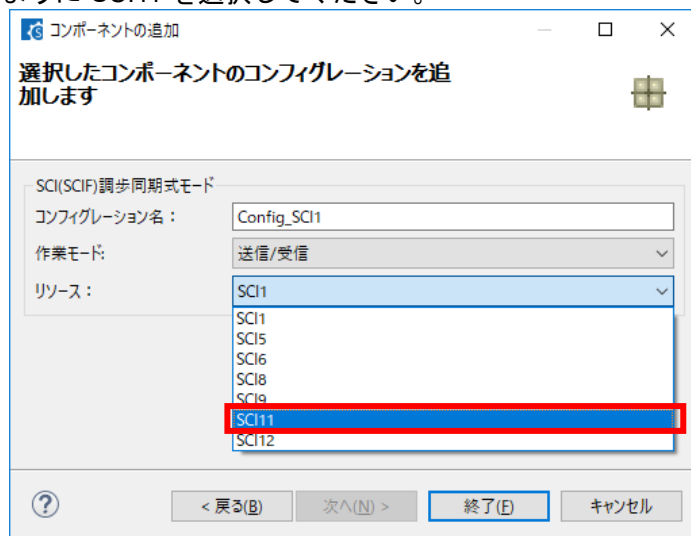 コンポーネントの追加
選択したコンポーネントのコンフィグレーションを追
加します
SCI(SCIF)調歩同期式モード
コンフィグレーション名：
Config_SCI1
作業モード:
送信/受信
リソース：
SCI1
SCI1
SCI5
SCI6
SCI8
SCI9
SCI11
SCI12
< 戻る(B)
次へ(N) >
終了(F)
キャンセル